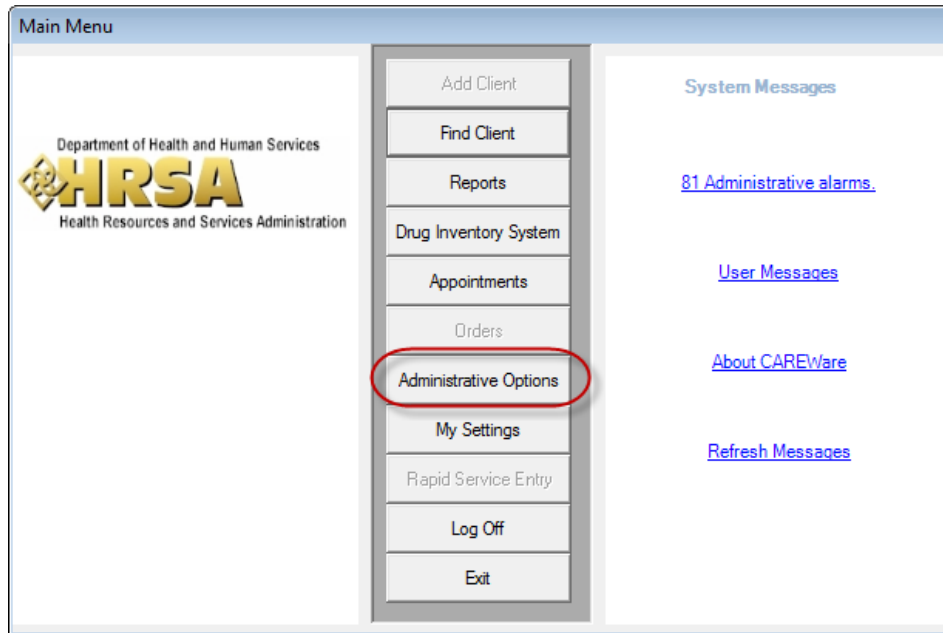 Main Menu
Department of Health and Human Services
HRSA
Health Resources and Services Administration
Add Client
Find Client
Reports
Drug Inventory System
Appointments
Orders
Administrative Options
My Settings
Rapid Service Entry
Log Off
Exit
System Messages
81 Administrative alarms.
User Messages
About CAREWare
Refresh Messages